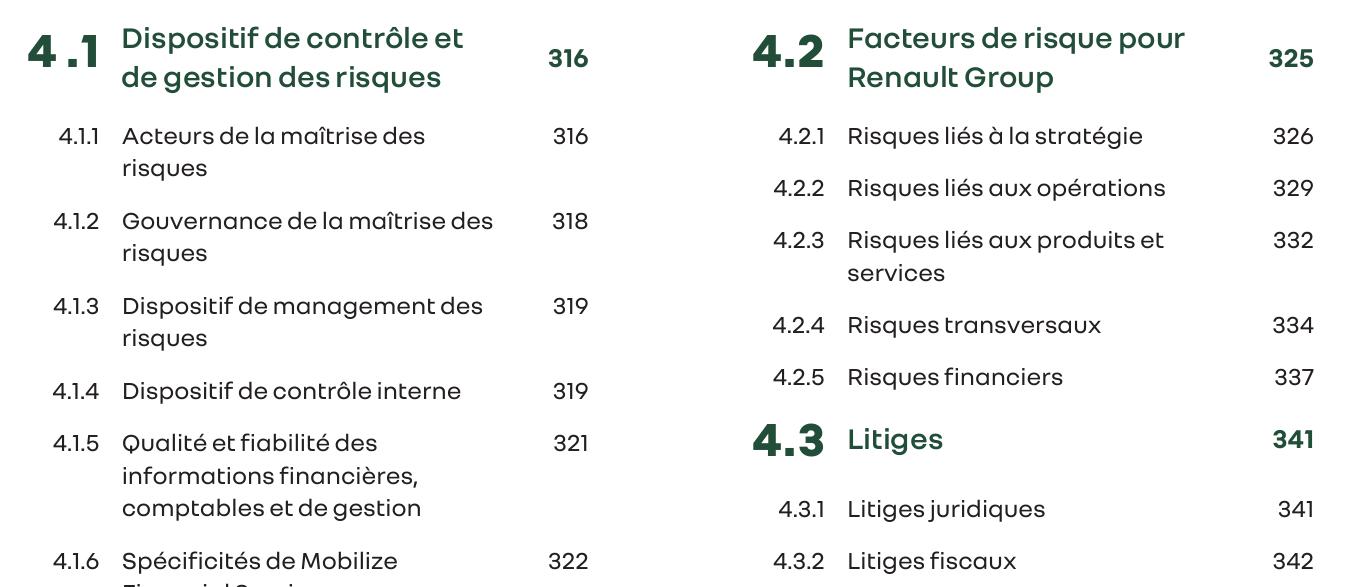 4.1 Dispositif de contrôle et
de gestion des risques 316
4.1.1 Acteurs de la maîtrise des 316
risques
4.1.2 Gouvernance de la maîtrise des 318
risques
4.1.3 Dispositif de management des 319
risques
4.1.4 Dispositif de contrôle interne 319
4.1.5 Qualité et fiabilité des 321
informations financières,
comptables et de gestion
4.1.6 Spécificités de Mobilize 322
4.2 Facteurs de risque pour
Renault Group 325
4.2.1 Risques liés à la stratégie 326
4.2.2 Risques liés aux opérations 329
4.2.3 Risques liés aux produits et 332
services
4.2.4 Risques transversaux 334
4.2.5 Risques financiers 337
4.3 Litiges 341
4.3.1 Litiges juridiques 341
4.3.2 Litiges fiscaux 342